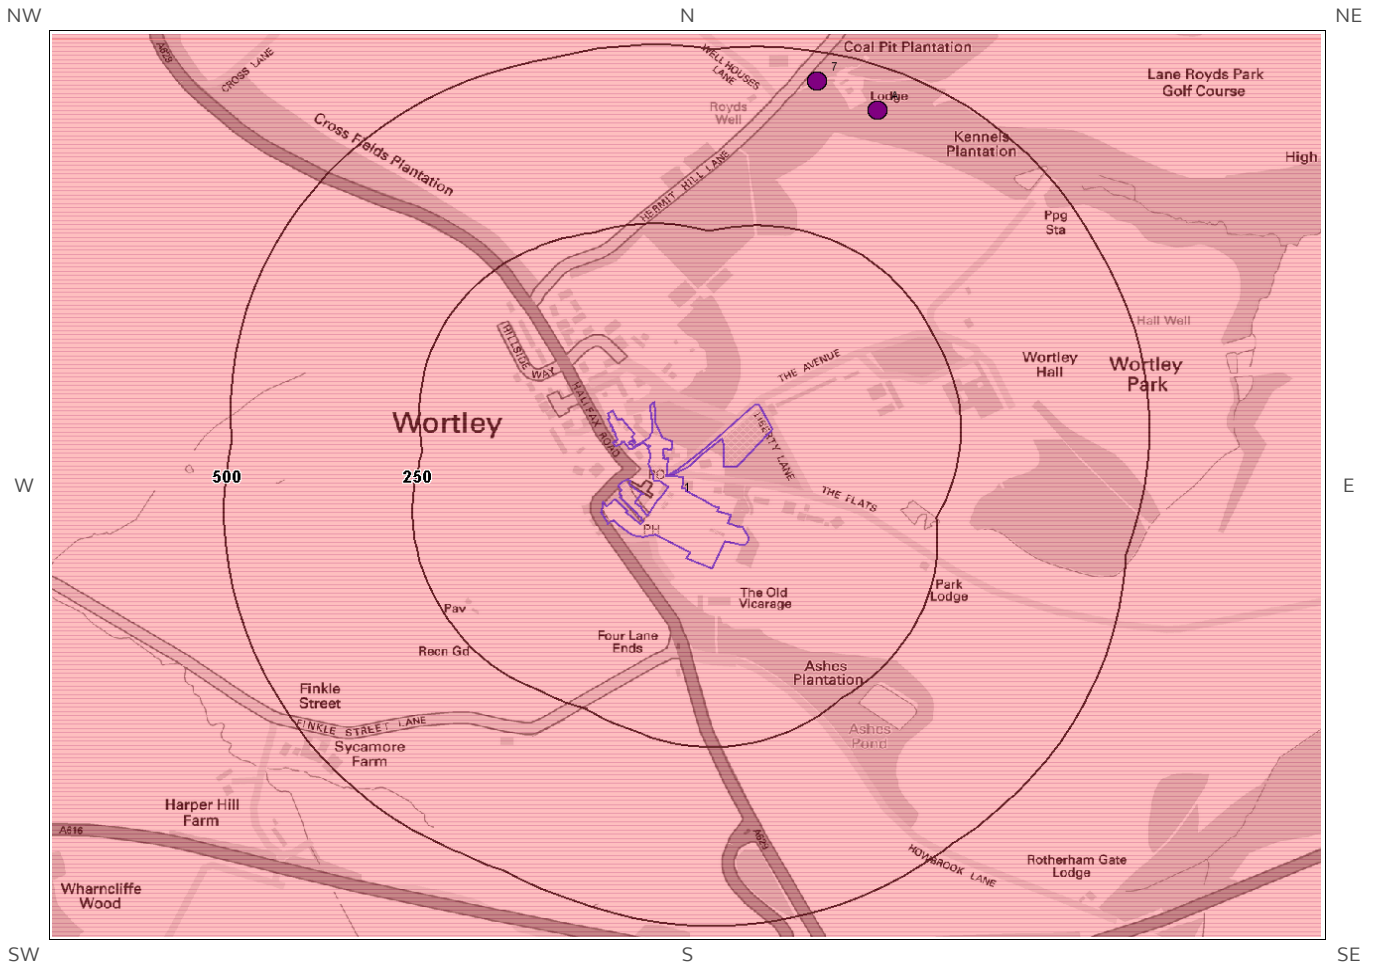 NW
N
NE
Coal Pit Plantation
A629
CROSS LANE
WELL HOUSES
LANE
7
Lane Royds Park
Golf Course
Lodge
Royds
Well
Cross Fields Plantation
Kennels
Plantation
High
HERMIT HILL LANE
Ppg
Sta
Hall Well
HILLSIDE WAY
THE AVENUE
Wortley
Hall
Wortley
Park
HALIFAX ROAD
Wortley
LIBERTY LANE
500
250
PO
1
W
E
THE FLATS
PH
Park
Lodge
The Old
Vicarage
Pav
Four Lane
Ends
Recn Gd
Ashes
Plantation
Finkle
Street
FINKLE STREET LANE
Ashes
Pond
Sycamore
Farm
Harper Hill
Farm
A616
A629
HOWBROOK LANE
Rotherham Gate
Lodge
Wharncliffe
Wood
SW
S
SE